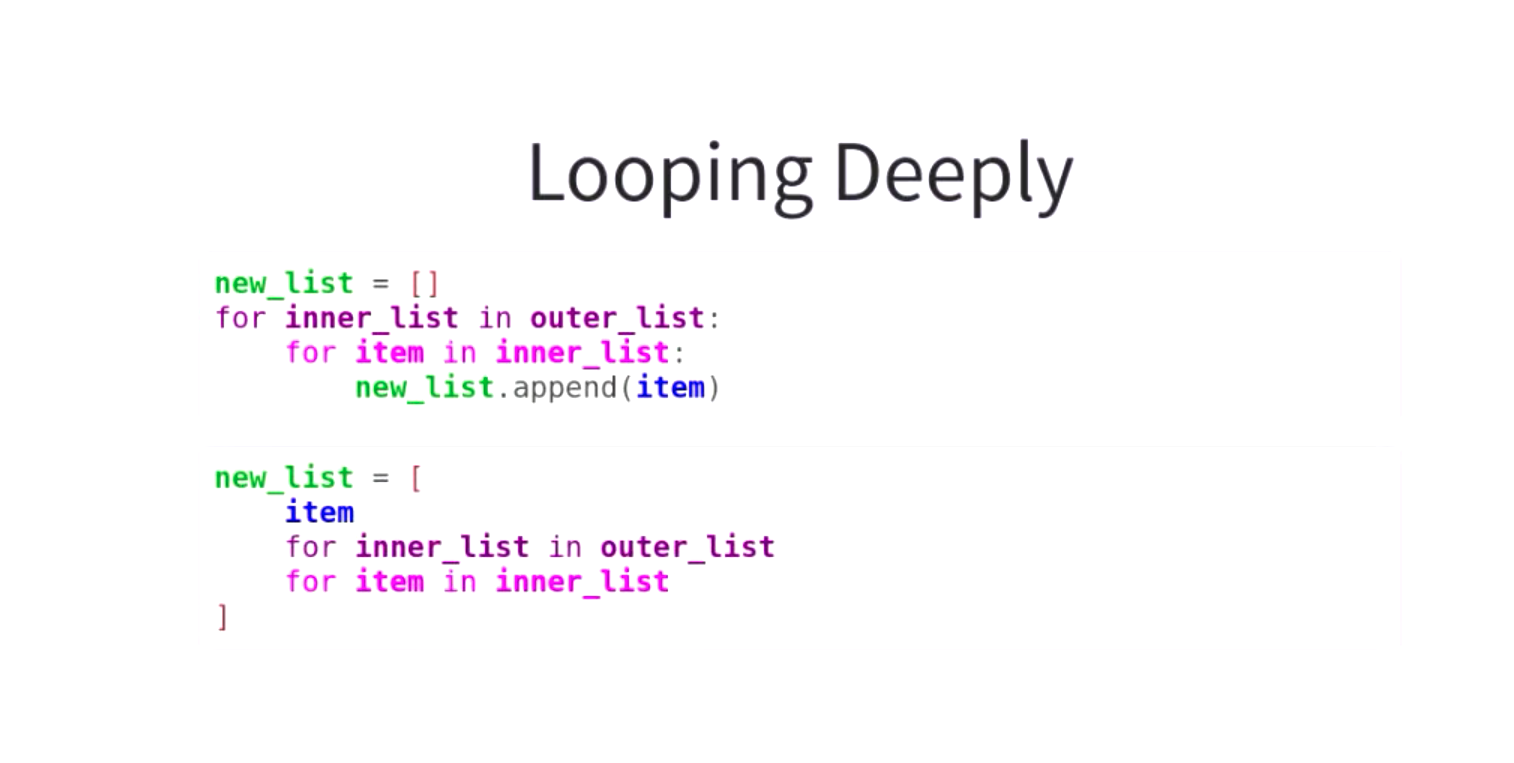 Looping Deeply
new_list = []
for inner_list in outer_list:
    for item in inner_list:
        new_list.append(item)
new_list = [
    item
    for inner_list in outer_list
    for item in inner_list
]